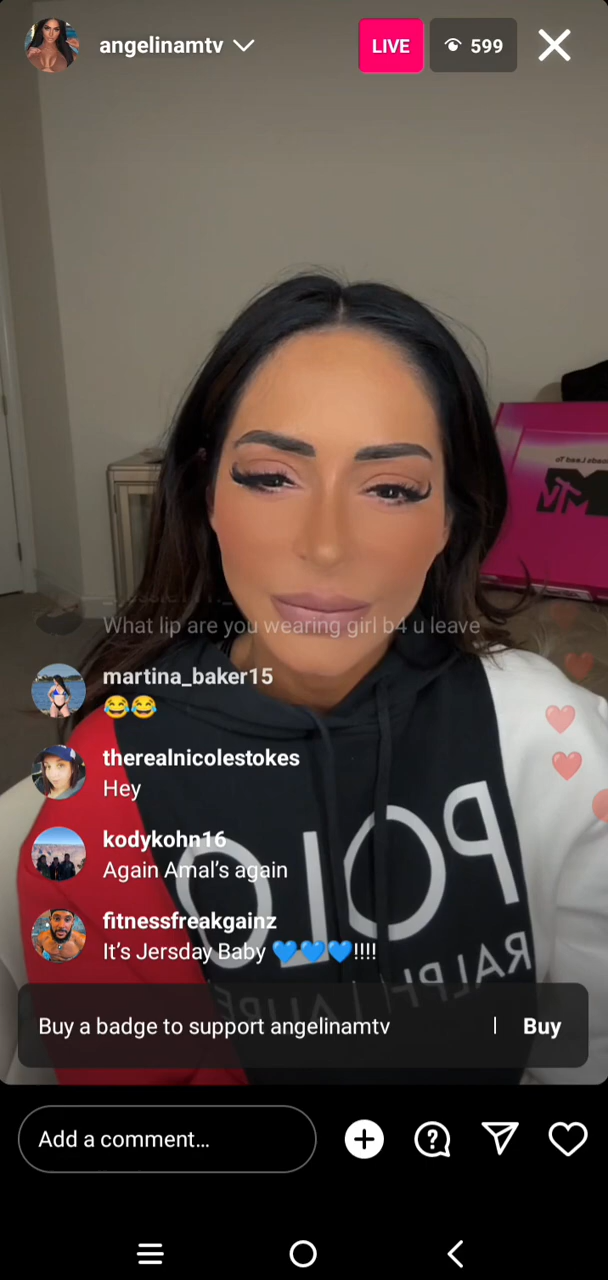 angelinamtv
LIVE
599
What lip are you wearing girl b4 u leave
martina_baker15
😂😂
therealnicolestokes
Hey
kodykohn16
Again Amal’s again
fitnessfreakgainz
It’s Jersday Baby 💙💙💙!!!!
POLO
RALPH LAURE
Buy a badge to support angelinamtv
Buy
Add a comment...
MTV